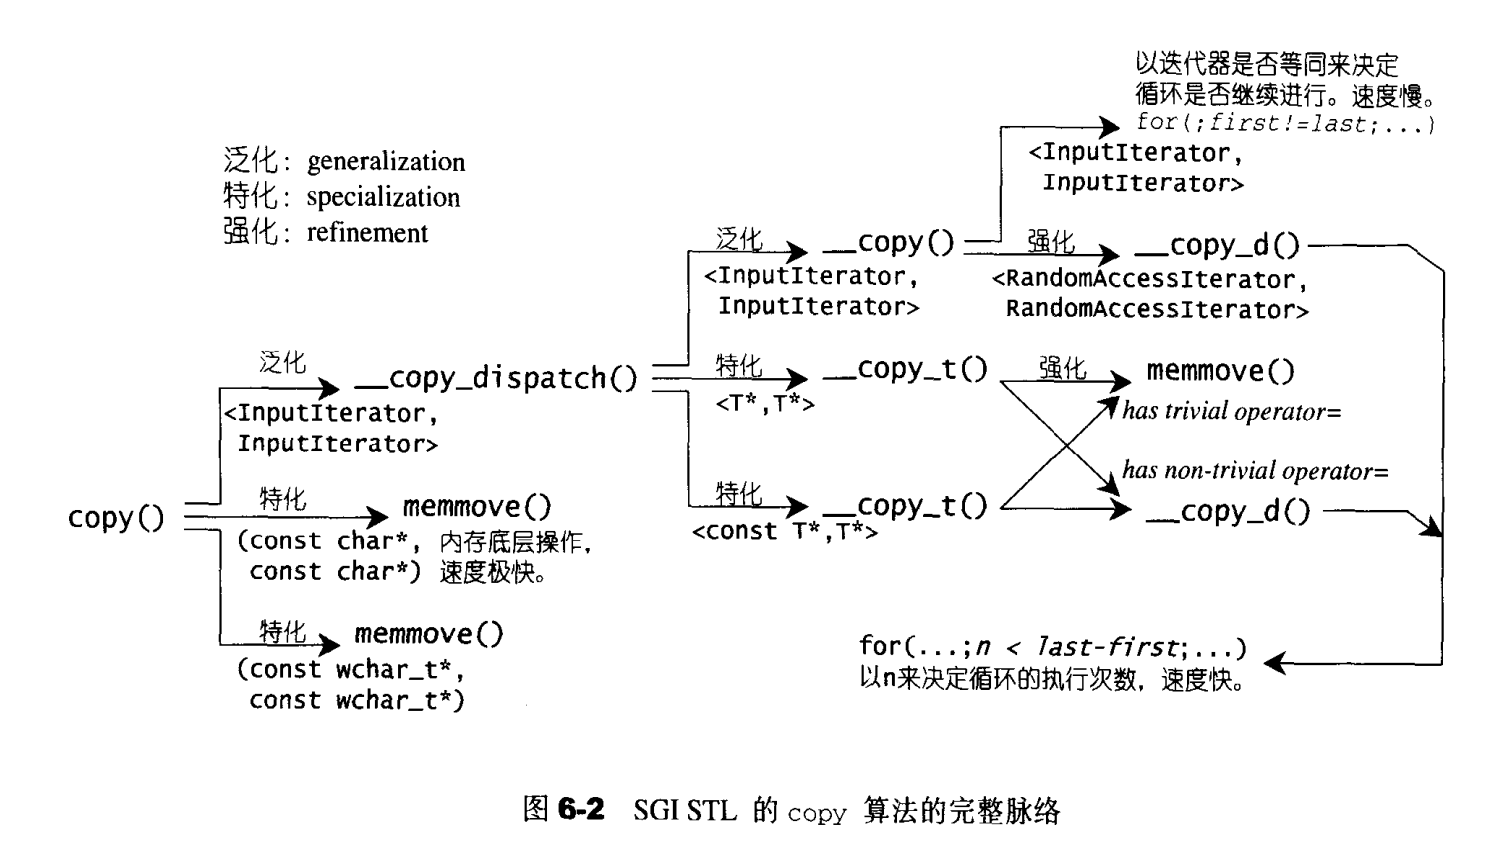 以迭代器是否等同来决定
循环是否继续进行。速度慢。
for(;first!=last;...)
<InputIterator,
InputIterator>
泛化: generalization
特化: specialization
强化: refinement
泛化
__copy()
<InputIterator,
InputIterator>
强化
__copy_d()
<RandomAccessIterator,
RandomAccessIterator>
泛化
__copy_dispatch()
<InputIterator,
InputIterator>
特化
__copy_t()
<T*,T*>
强化
memmove()
has trivial operator=
has non-trivial operator=
特化
__copy_t()
<const T*,T*>
__copy_d()
copy()
特化
memmove()
(const char*, 内存底层操作,
const char*) 速度极快。
特化
memmove()
(const wchar_t*,
const wchar_t*)
for(...;n < last-first;...)
以n来决定循环的执行次数, 速度快。
图 6-2 SGI STL 的 copy 算法的完整脉络